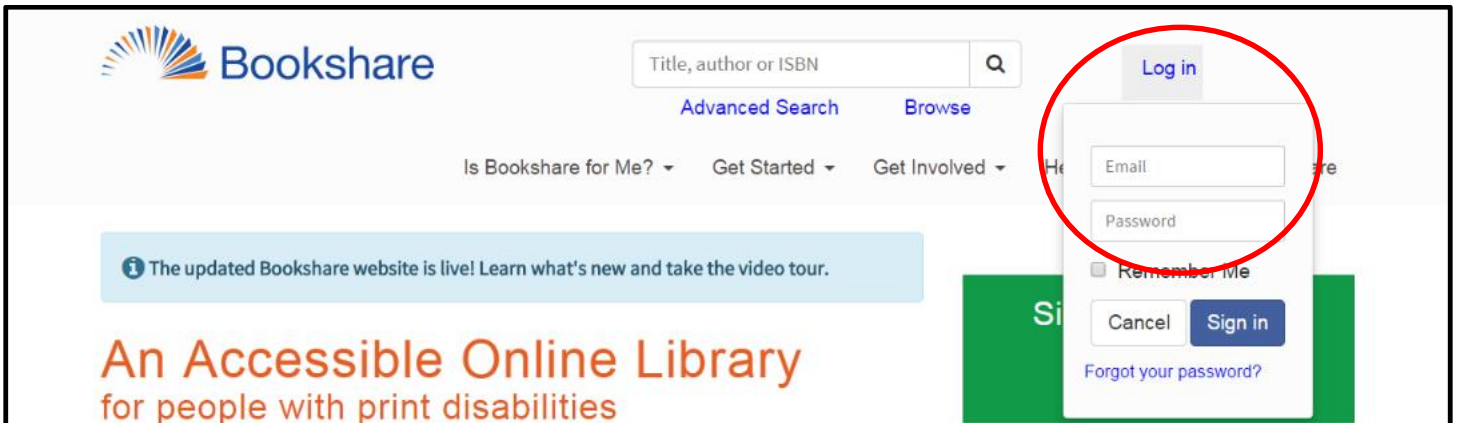 Bookshare
Title, author or ISBN
Log in
Advanced Search Browse
Is Bookshare for Me? Get Started Get Involved
Email
Password
The updated Bookshare website is live! Learn what's new and take the video tour.
Remember Me
Cancel Sign in
Forgot your password?
An Accessible Online Library
for people with print disabilities